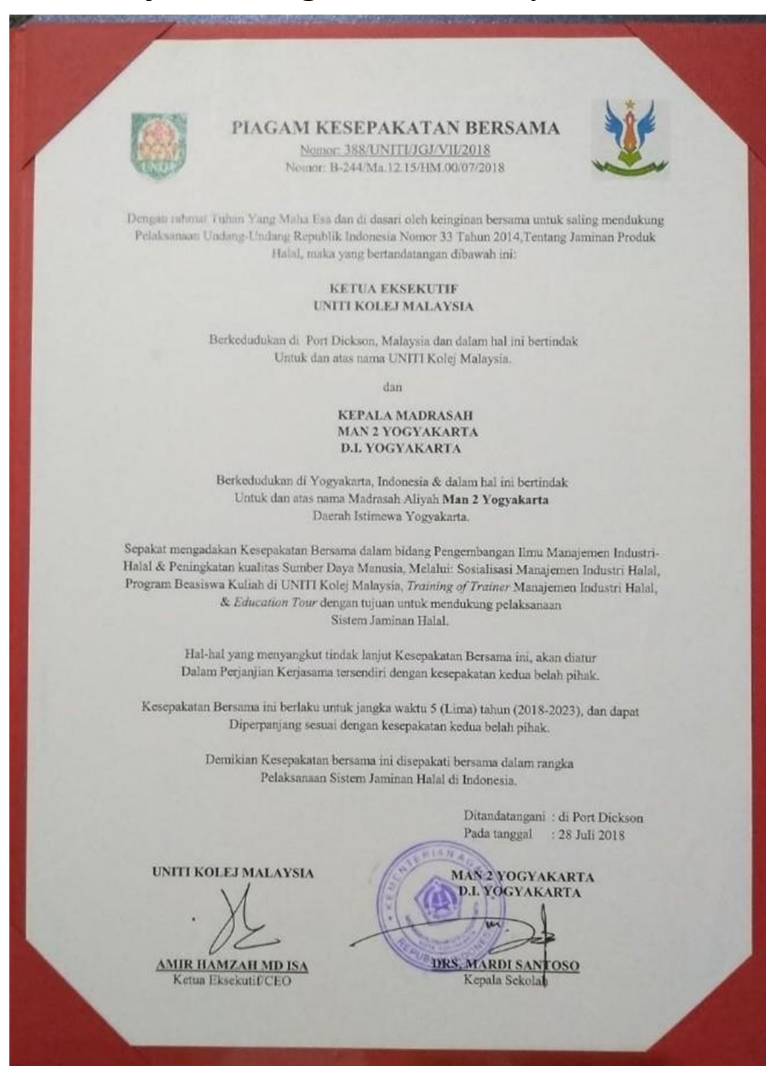 PIAGAM KESEPAKATAN BERSAMA
Nomor: 388/UNITI/JGJ/VII/2018
Nomor: B-244/Ma.12.15/HM.00/07/2018
Dengan rahmat Tuhan Yang Maha Esa dan di dasari oleh keinginan bersama untuk saling mendukung
Pelaksanaan Undang-Undang Republik Indonesia Nomor 33 Tahun 2014,Tentang Jaminan Produk
Halal, maka yang bertandatangan dibawah ini:
KETUA EKSEKUTIF
UNITI KOLEJ MALAYSIA
Berkedudukan di Port Dickson, Malaysia dan dalam hal ini bertindak
Untuk dan atas nama UNITI Kolej Malaysia.
dan
KEPALA MADRASAH
MAN 2 YOGYAKARTA
D.I. YOGYAKARTA
Berkedudukan di Yogyakarta, Indonesia & dalam hal ini bertindak
Untuk dan atas nama Madrasah Aliyah Man 2 Yogyakarta
Daerah Istimewa Yogyakarta.
Sepakat mengadakan Kesepakatan Bersama dalam bidang Pengembangan Ilmu Manajemen Industri-
Halal & Peningkatan kualitas Sumber Daya Manusia, Melalui: Sosialisasi Manajemen Industri Halal,
Program Beasiswa Kuliah di UNITI Kolej Malaysia, Training of Trainer Manajemen Industri Halal,
& Education Tour dengan tujuan untuk mendukung pelaksanaan
Sistem Jaminan Halal.
Hal-hal yang menyangkut tindak lanjut Kesepakatan Bersama ini, akan diatur
Dalam Perjanjian Kerjasama tersendiri dengan kesepakatan kedua belah pihak.
Kesepakatan Bersama ini berlaku untuk jangka waktu 5 (Lima) tahun (2018-2023), dan dapat
Diperpanjang sesuai dengan kesepakatan kedua belah pihak.
Demikian Kesepakatan bersama ini disepakati bersama dalam rangka
Pelaksanaan Sistem Jaminan Halal di Indonesia.
Ditandatangani : di Port Dickson
Pada tanggal : 28 Juli 2018
UNITI KOLEJ MALAYSIA
MAN 2 YOGYAKARTA
D.I. YOGYAKARTA
KEMENTERIAN AGAMA
REPUBLIK INDONESIA
AMIR HAMZAH MD ISA
Ketua Eksekutif/CEO
DRS. MARDI SANTOSO
Kepala Sekolah